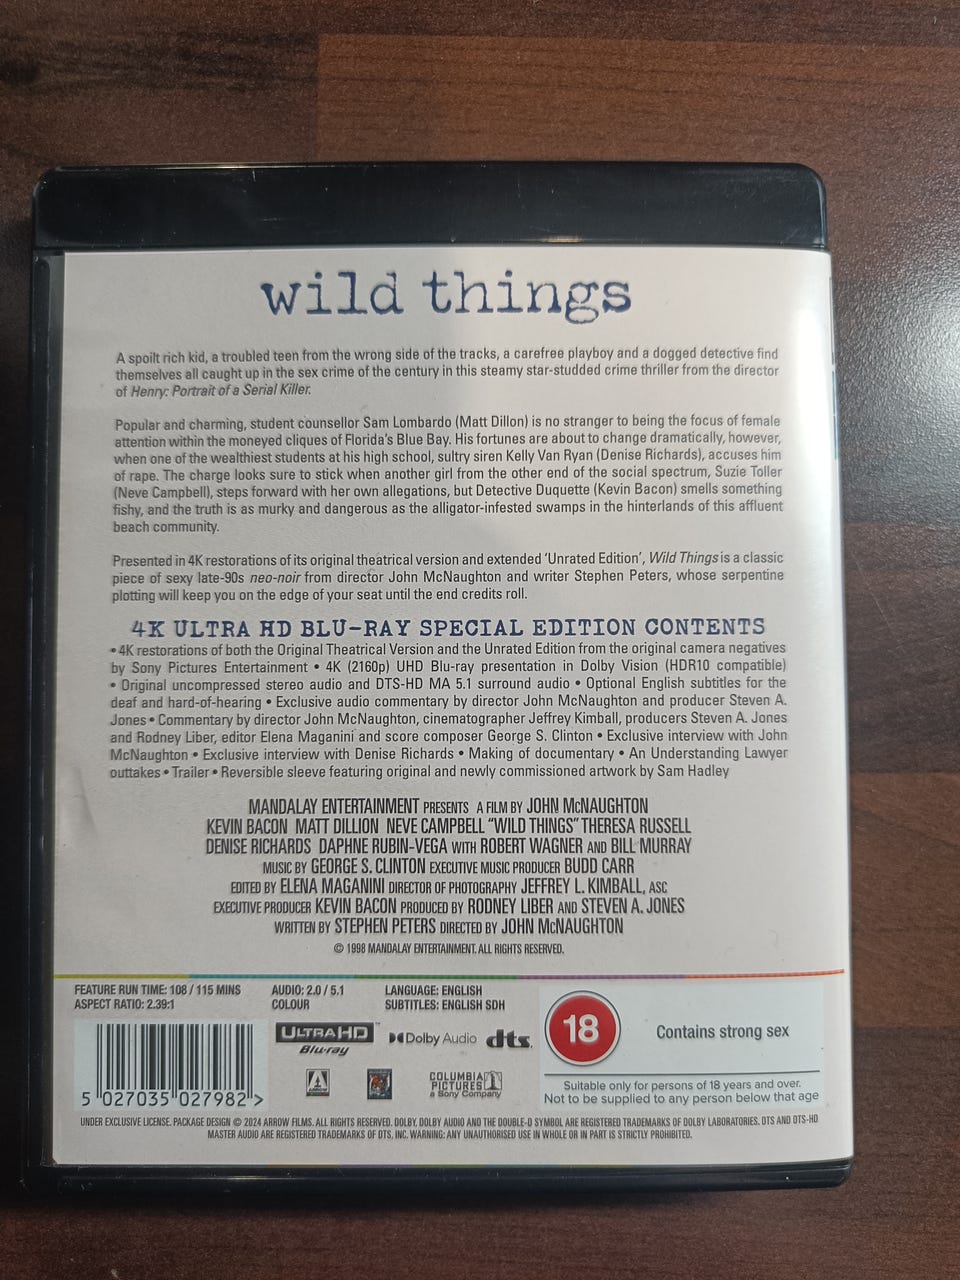 wild things
A spoilt rich kid, a troubled teen from the wrong side of the tracks, a carefree playboy and a dogged detective find
themselves all caught up in the sex crime of the century in this steamy star-studded crime thriller from the director
of Henry: Portrait of a Serial Killer.
Popular and charming, student counsellor Sam Lombardo (Matt Dillon) is no stranger to being the focus of female
attention within the moneyed cliques of Florida's Blue Bay. His fortunes are about to change dramatically, however,
when one of the wealthiest students at his high school, sultry siren Kelly Van Ryan (Denise Richards), accuses him
of rape. The charge looks sure to stick when another girl from the other end of the social spectrum, Suzie Toller
(Neve Campbell), steps forward with her own allegations, but Detective Duquette (Kevin Bacon) smells something
fishy, and the truth is as murky and dangerous as the alligator-infested swamps in the hinterlands of this affluent
beach community.
Presented in 4K restorations of its original theatrical version and extended 'Unrated Edition', Wild Things is a classic
piece of sexy late-90s neo-noir from director John McNaughton and writer Stephen Peters, whose serpentine
plotting will keep you on the edge of your seat until the end credits roll.
4K ULTRA HD BLU-RAY SPECIAL EDITION CONTENTS
• 4K restorations of both the Original Theatrical Version and the Unrated Edition from the original camera negatives
by Sony Pictures Entertainment • 4K (2160p) UHD Blu-ray presentation in Dolby Vision (HDR10 compatible)
• Original uncompressed stereo audio and DTS-HD MA 5.1 surround audio • Optional English subtitles for the
deaf and hard-of-hearing • Exclusive audio commentary by director John McNaughton and producer Steven A.
Jones • Commentary by director John McNaughton, cinematographer Jeffrey Kimball, producers Steven A. Jones
and Rodney Liber, editor Elena Maganini and score composer George S. Clinton • Exclusive interview with John
McNaughton • Exclusive interview with Denise Richards • Making of documentary • An Understanding Lawyer
outtakes • Trailer • Reversible sleeve featuring original and newly commissioned artwork by Sam Hadley
MANDALAY ENTERTAINMENT PRESENTS A FILM BY JOHN McNAUGHTON
KEVIN BACON MATT DILLION NEVE CAMPBELL "WILD THINGS" THERESA RUSSELL
DENISE RICHARDS DAPHNE RUBIN-VEGA WITH ROBERT WAGNER AND BILL MURRAY
MUSIC BY GEORGE S. CLINTON EXECUTIVE MUSIC PRODUCER BUDD CARR
EDITED BY ELENA MAGANINI DIRECTOR OF PHOTOGRAPHY JEFFREY L. KIMBALL, ASC
EXECUTIVE PRODUCER KEVIN BACON PRODUCED BY RODNEY LIBER AND STEVEN A. JONES
WRITTEN BY STEPHEN PETERS DIRECTED BY JOHN McNAUGHTON
© 1998 MANDALAY ENTERTAINMENT. ALL RIGHTS RESERVED.
FEATURE RUN TIME: 108 / 115 MINS
ASPECT RATIO: 2.39:1
AUDIO: 2.0 / 5.1
COLOUR
LANGUAGE: ENGLISH
SUBTITLES: ENGLISH SDH
ULTRA HD
Blu-ray
Dolby Audio
dts
18
Contains strong sex
Suitable only for persons of 18 years and over.
Not to be supplied to any person below that age
COLUMBIA
PICTURES
a Sony Company
5 027035 027982 >
UNDER EXCLUSIVE LICENSE. PACKAGE DESIGN © 2024 ARROW FILMS. ALL RIGHTS RESERVED. DOLBY, DOLBY AUDIO AND THE DOUBLE-D SYMBOL ARE REGISTERED TRADEMARKS OF DOLBY LABORATORIES. DTS AND DTS-HD
MASTER AUDIO ARE REGISTERED TRADEMARKS OF DTS, INC. WARNING: ANY UNAUTHORISED USE IN WHOLE OR IN PART IS STRICTLY PROHIBITED.